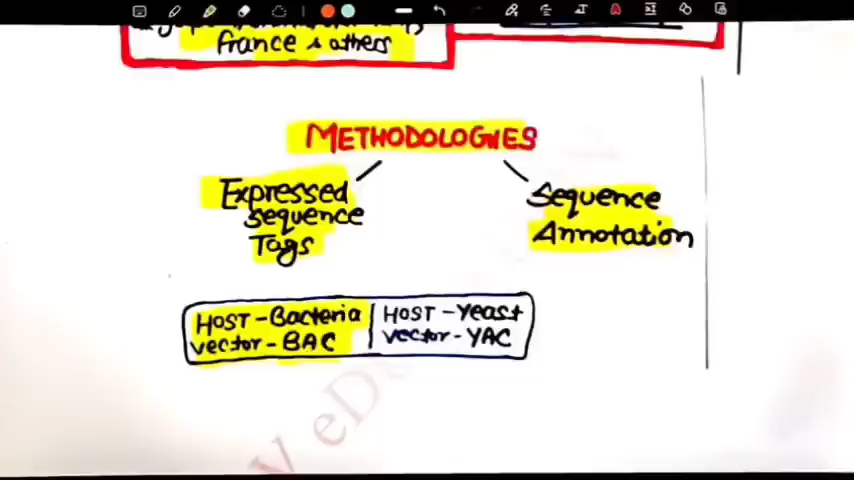 france & others
METHODOLOGIES
Expressed
sequence
Tags
Sequence
Annotation
HOST-Bacteria
vector-BAC
HOST-Yeast
vector-YAC